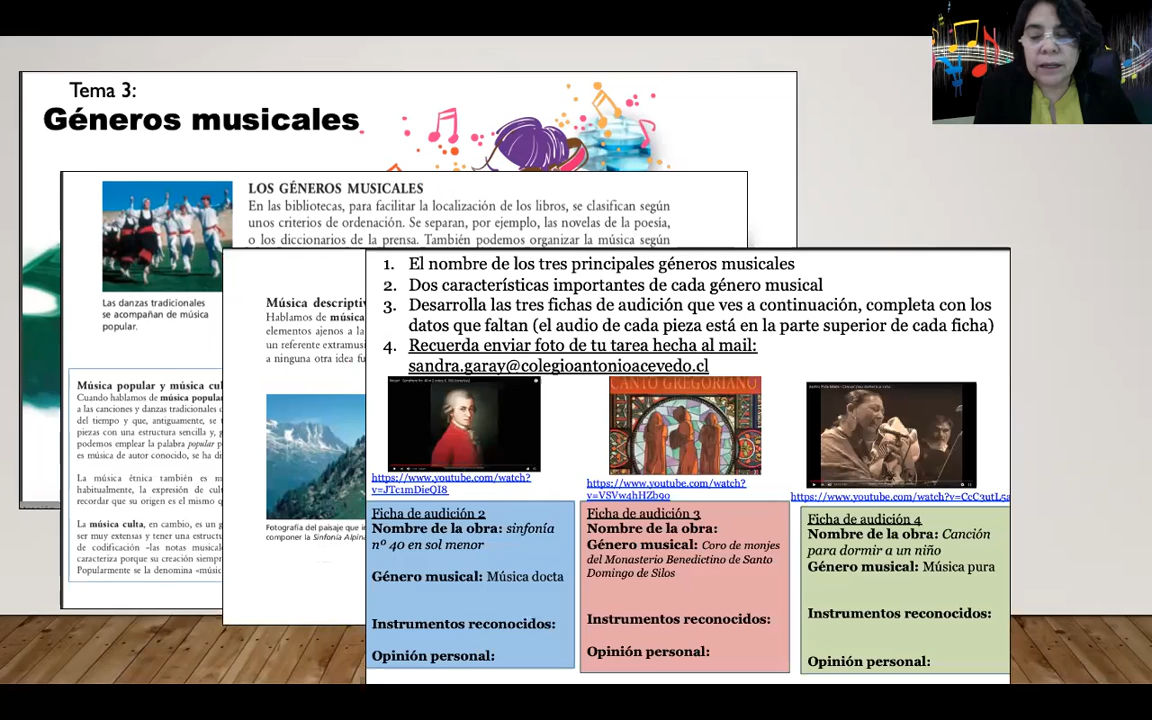 Tema 3:
Géneros musicales
LOS GÉNEROS MUSICALES
En las bibliotecas, para facilitar la localización de los libros, se clasifican según
unos criterios de ordenación. Se separan, por ejemplo, las novelas de la poesía,
o los diccionarios de la prensa. También podemos organizar la música según
Las danzas tradicionales
se acompañan de música
popular.
Música popular y música cul
Cuando hablamos de música popular
a las canciones y danzas tradicionales
del tiempo y que, antiguamente, se
piezas con una estructura sencilla y,
podemos emplear la palabra popular
es música de autor conocido, se ha di
La música étnica también es m
habitualmente, la expresión de cul
recordar que su origen es el mismo q
La música culta, en cambio, es un
ser muy extensas y tener una estructu
de codificación –las notas musical
caracteriza porque su creación siemp
Popularmente se la denomina «músic
Música descriptiv
Hablamos de música
elementos ajenos a la
un referente extramusi
a ninguna otra idea fu
Fotografía del paisaje que i
componer la Sinfonía Alpina
1. El nombre de los tres principales géneros musicales
2. Dos características importantes de cada género musical
3. Desarrolla las tres fichas de audición que ves a continuación, completa con los
datos que faltan (el audio de cada pieza está en la parte superior de cada ficha)
4. Recuerda enviar foto de tu tarea hecha al mail:
sandra.garay@colegioantonioacevedo.cl
CANTO GREGORIANO
https://www.youtube.com/watch?
v=JTc1mDieQI8
https://www.youtube.com/watch?
v=VSVw4hHZb90
https://www.youtube.com/watch?v=CcC3utL5a
Ficha de audición 2
Nombre de la obra: sinfonía
nº 40 en sol menor
Género musical: Música docta
Instrumentos reconocidos:
Opinión personal:
Ficha de audición 3
Nombre de la obra:
Género musical: Coro de monjes
del Monasterio Benedictino de Santo
Domingo de Silos
Instrumentos reconocidos:
Opinión personal:
Ficha de audición 4
Nombre de la obra: Canción
para dormir a un niño
Género musical: Música pura
Instrumentos reconocidos:
Opinión personal: